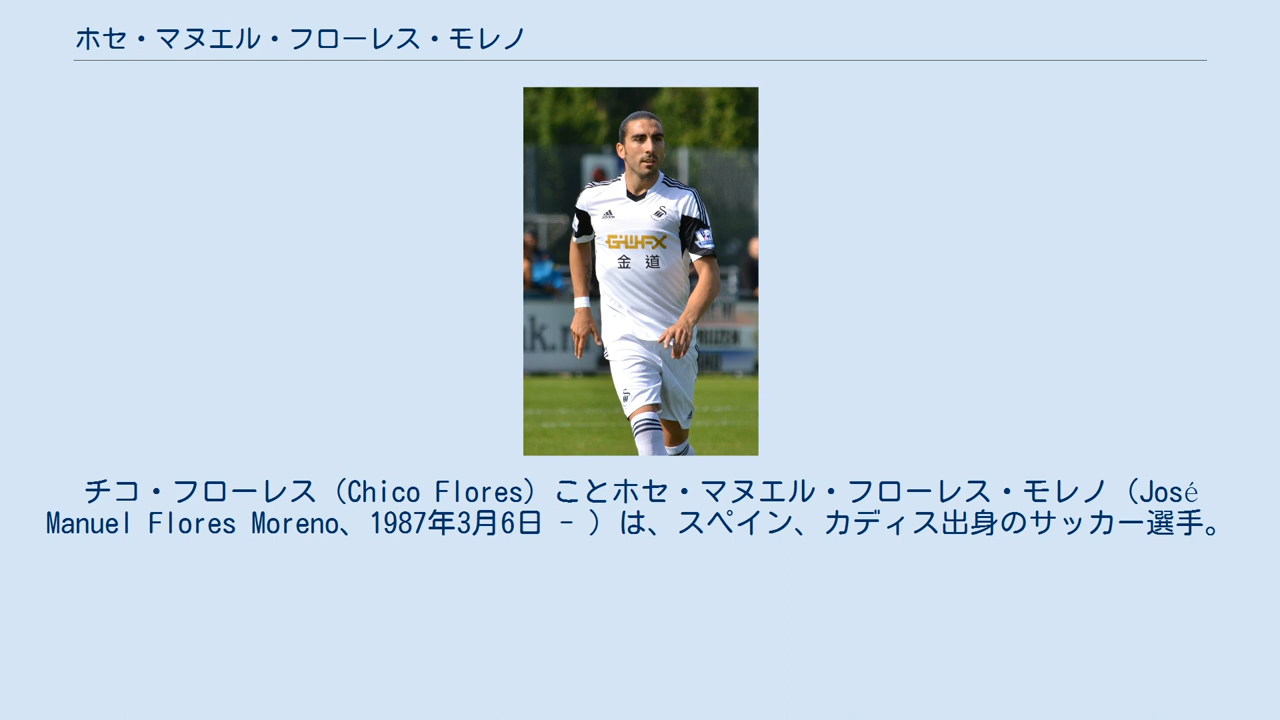 ホセ・マヌエル・フローレス・モレノ
adidas
GWFX
金 道
チコ・フローレス（Chico Flores）ことホセ・マヌエル・フローレス・モレノ（José
Manuel Flores Moreno、1987年3月6日 - ）は、スペイン、カディス出身のサッカー選手。